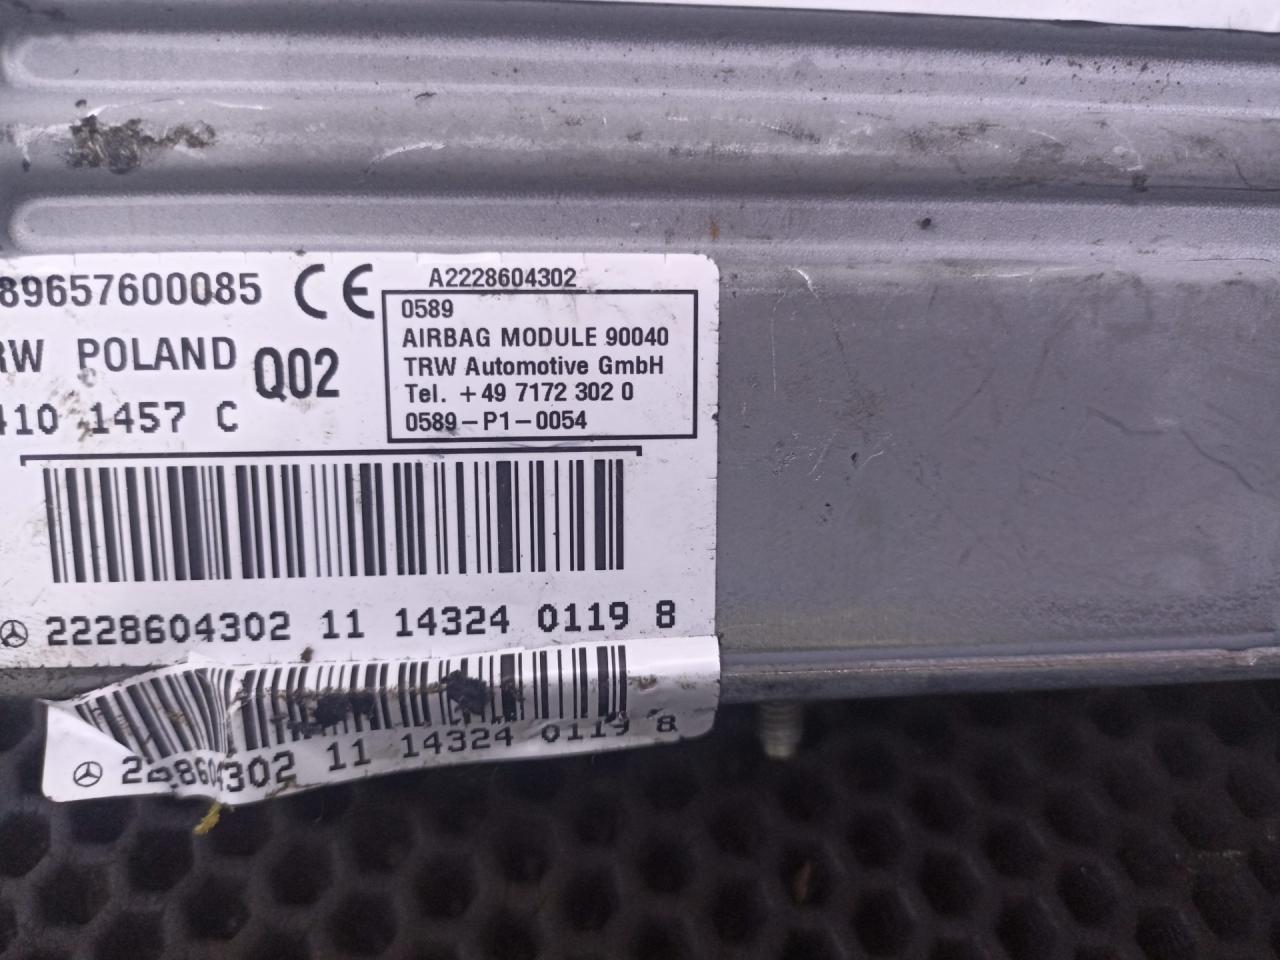 89657600085 CE
RW POLAND Q02
410 1457 C
A2228604302
0589
AIRBAG MODULE 90040
TRW Automotive GmbH
Tel. +49 7172 302 0
0589-P1-0054
2228604302 11 14324 0119 8
11 14324 0119 8